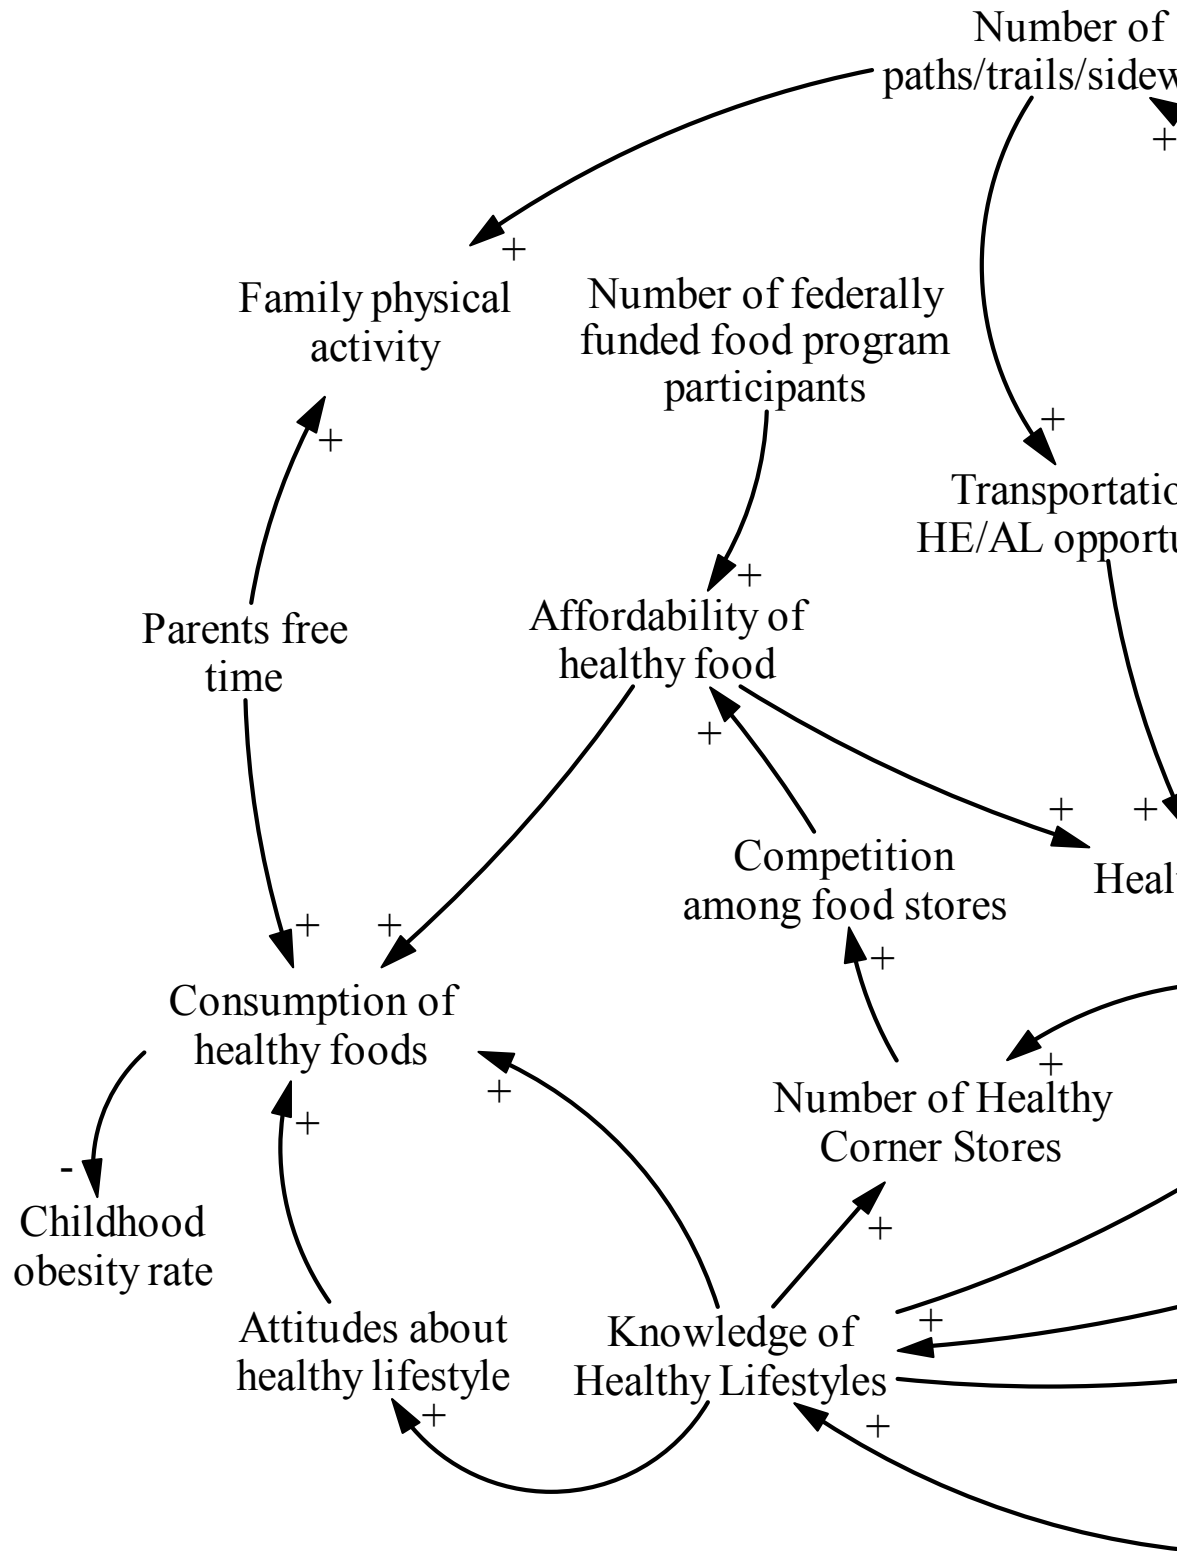 Number of
paths/trails/sidew
+
+
Family physical
activity
Number of federally
funded food program
participants
+
+
Transportatio
HE/AL opportu
+
Affordability of
healthy food
Parents free
time
+
+
+
Competition
among food stores
Heal
+
+
+
Consumption of
healthy foods
+
+
Number of Healthy
Corner Stores
+
+
-
Childhood
obesity rate
+
Attitudes about
healthy lifestyle
+
Knowledge of
Healthy Lifestyles
+
+